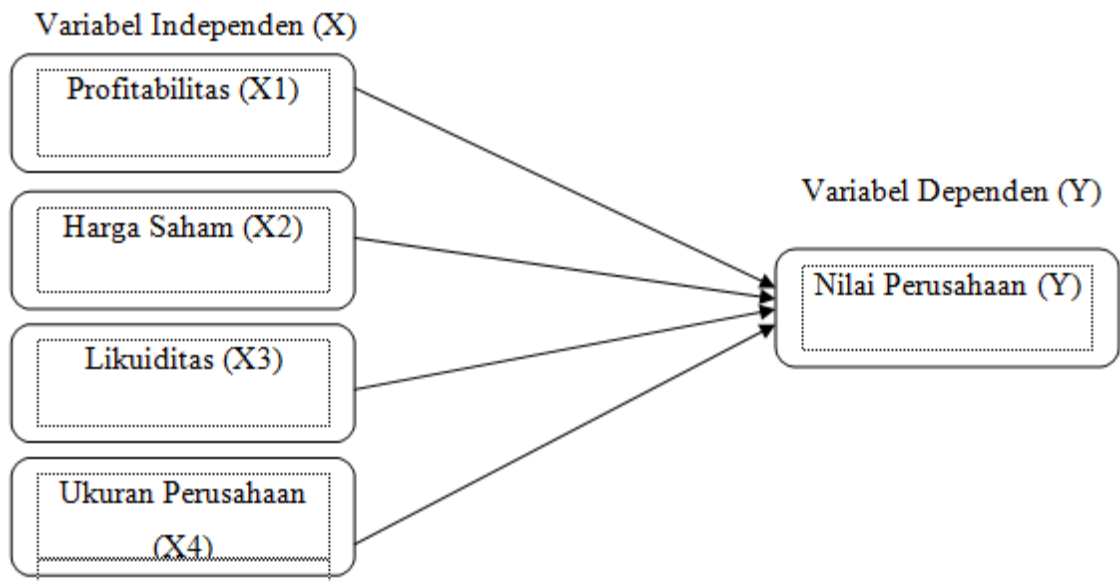 Variabel Independen (X)
Profitabilitas (X1)
Harga Saham (X2)
Likuiditas (X3)
Ukuran Perusahaan
(X4)
Variabel Dependen (Y)
Nilai Perusahaan (Y)